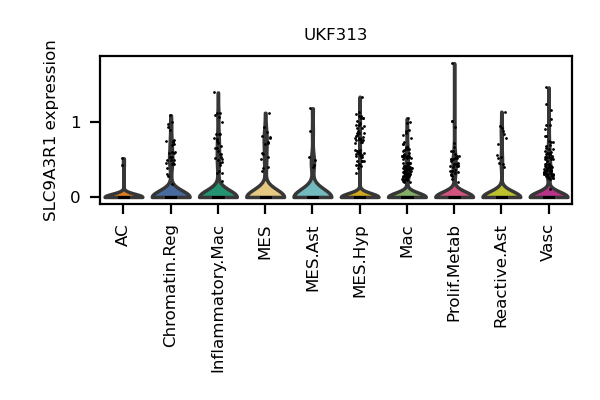 UKF313
SLC9A3R1 expression
1
0
AC
Chromatin.Reg
Inflammatory.Mac
MES
MES.Ast
MES.Hyp
Mac
Prolif.Metab
Reactive.Ast
Vasc